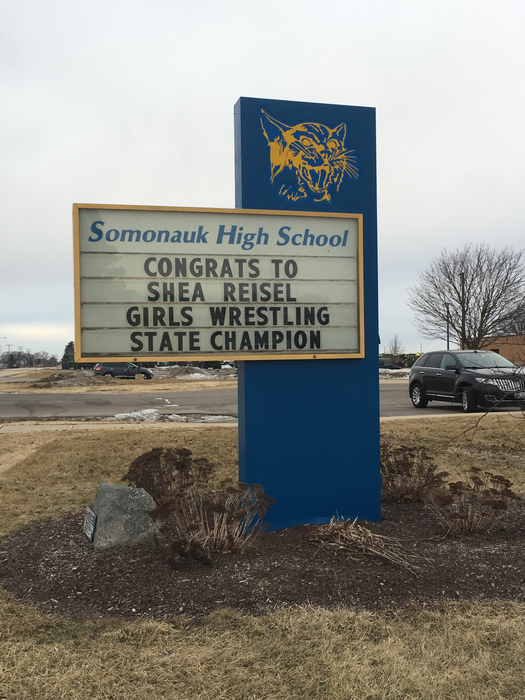 Somonauk High School
CONGRATS TO
SHEA REISEL
GIRLS WRESTLING
STATE CHAMPION